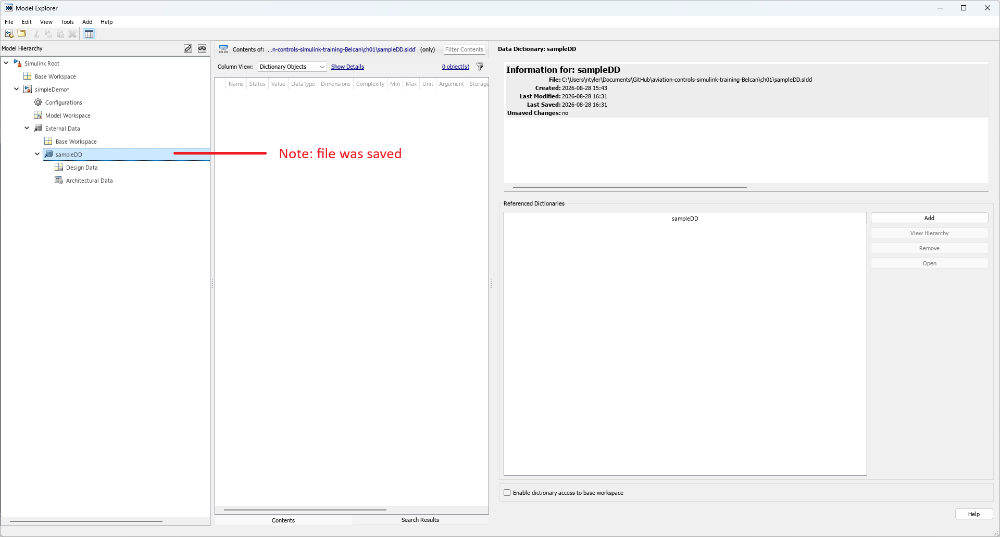 Model Explorer
File Edit View Tools Add Help
Model Hierarchy
Simulink Root
Base Workspace
simpleDemo*
Configurations
Model Workspace
External Data
Base Workspace
sampleDD
Design Data
Architectural Data
Contents of: ...n-controls-simulink-training-Belcan\ch01\sampleDD.sldd' (only) Filter Contents
Column View: Dictionary Objects Show Details 0 object(s)
Name Status Value DataType Dimensions Complexity Min Max Unit Argument Storage
Note: file was saved
Contents Search Results
Data Dictionary: sampleDD
Information for: sampleDD
File: C:\Users\ntyler\Documents\GitHub\aviation-controls-simulink-training-Belcan\ch01\sampleDD.sldd
Created: 2026-08-28 15:43
Last Modified: 2026-08-28 16:31
Last Saved: 2026-08-28 16:31
Unsaved Changes: no
Referenced Dictionaries
sampleDD
Add
View Hierarchy
Remove
Open
Enable dictionary access to base workspace
Help